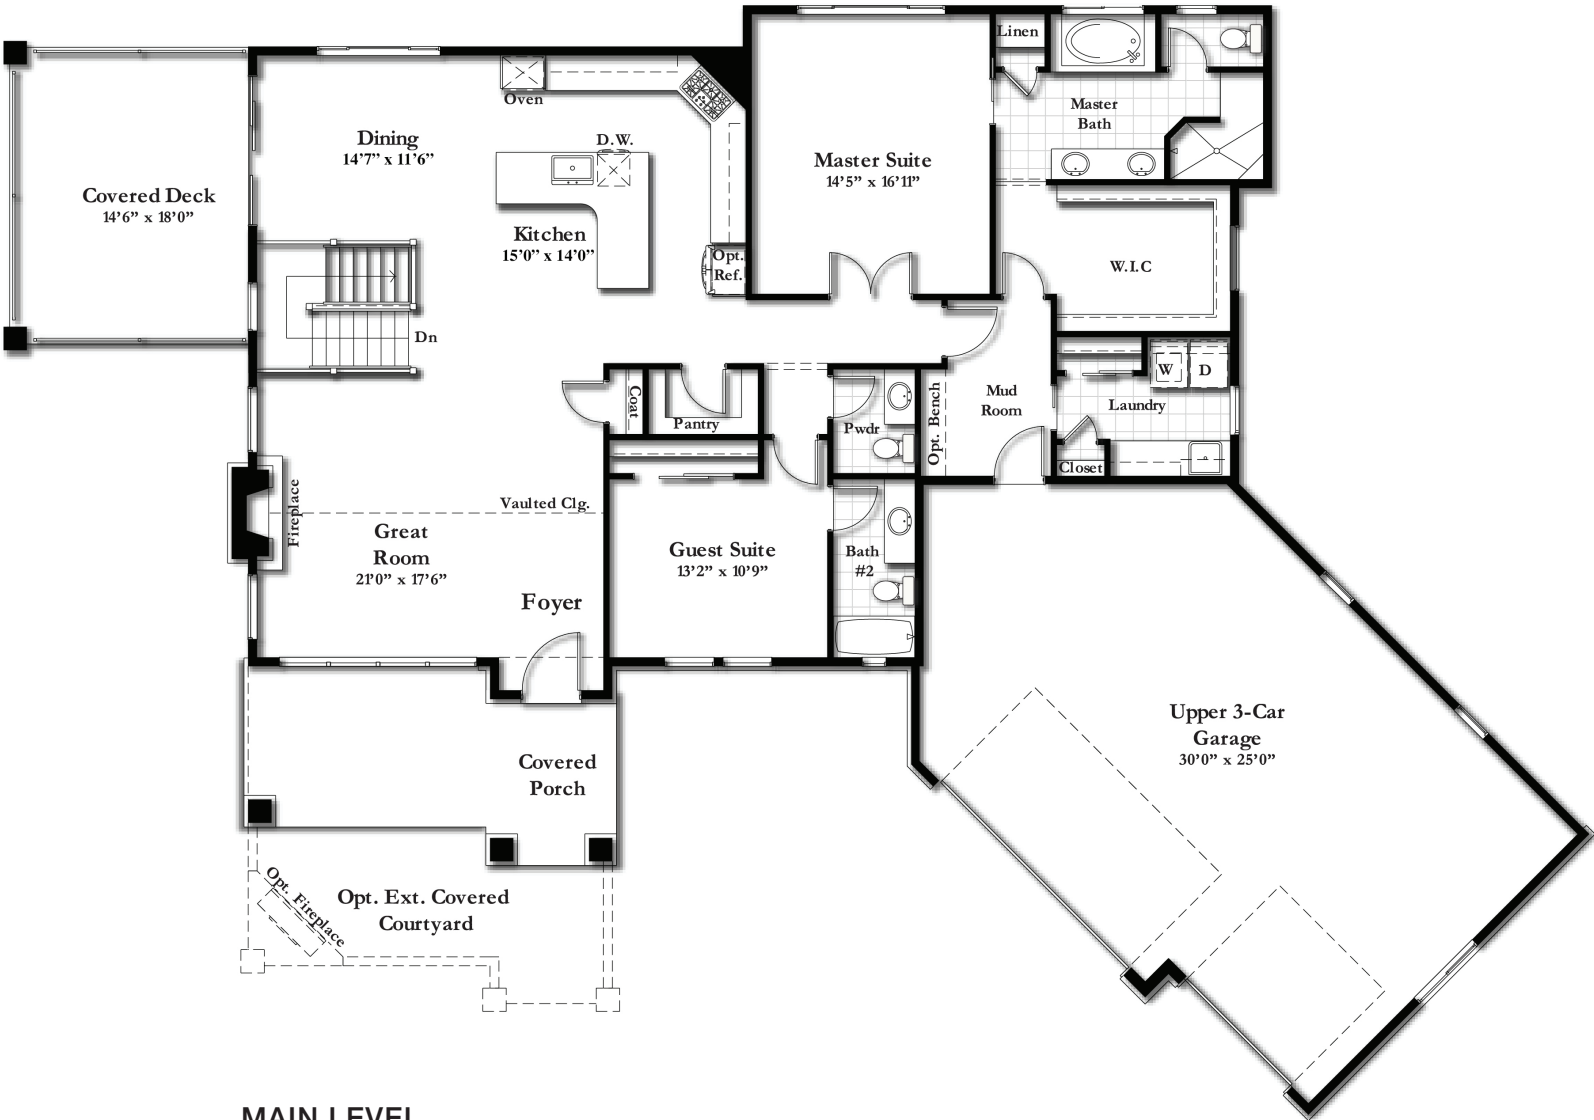 Linen
Oven
Master
Bath
Dining
14'7" x 11'6"
D.W.
Master Suite
14'5" x 16'11"
Covered Deck
14'6" x 18'0"
Kitchen
15'0" x 14'0"
Opt.
Ref.
W.I.C
Dn
W
D
Coat
Pantry
Pwdr
Opt. Bench
Mud
Room
Laundry
Closet
Fireplace
Vaulted Clg.
Great
Room
21'0" x 17'6"
Guest Suite
13'2" x 10'9"
Bath
#2
Foyer
Upper 3-Car
Garage
30'0" x 25'0"
Covered
Porch
Opt. Fireplace
Opt. Ext. Covered
Courtyard
MAIN LEVEL